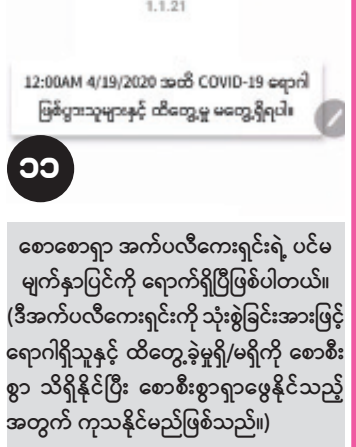 1.1.21
12:00AM 4/19/2020 အထိ COVID-19 ရောဂါ
ဖြစ်ပွားသူများနှင့် ထိတွေ့မှု မတွေ့ရှိရပါ။
၁၁
စောစောရှာ အက်ပလီကေးရှင်းရဲ့ ပင်မ
မျက်နှာပြင်ကို ရောက်ရှိပြီဖြစ်ပါတယ်။
(ဒီအက်ပလီကေးရှင်းကို သုံးစွဲခြင်းအားဖြင့်
ရောဂါရှိသူနှင့် ထိတွေ့ခဲ့မှုရှိ/မရှိကို စောစီး
စွာ သိရှိနိုင်ပြီး စောစီးစွာရှာဖွေနိုင်သည့်
အတွက် ကုသနိုင်မည်ဖြစ်သည်။)